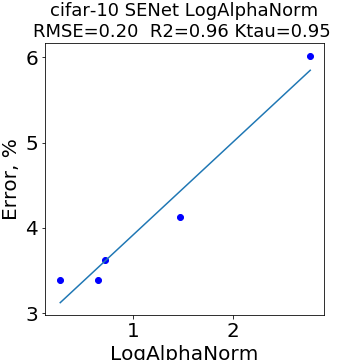 cifar-10 SENet LogAlphaNorm
RMSE=0.20 R2=0.96 Ktau=0.95
Error, %
6
5
4
3
1 2
LogAlphaNorm